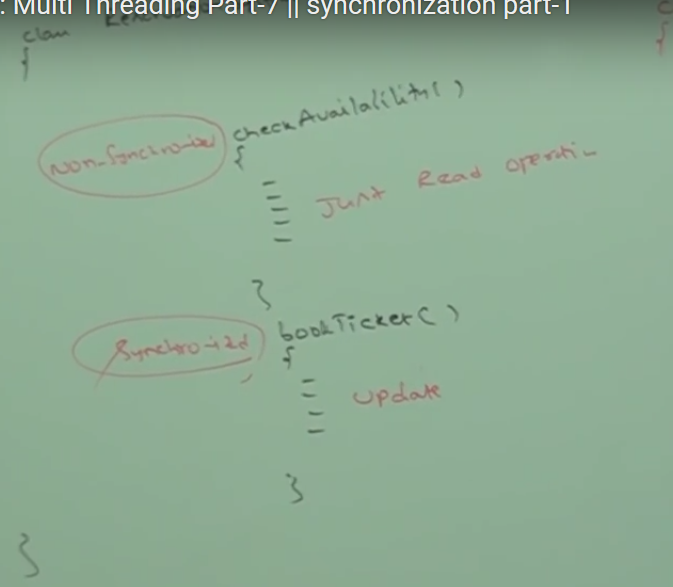 : Multi Threading Part-7 || synchronization part-1
class
{
Non-Synchronized checkAvailability()
{
Just Read operation
}
Synchronized bookTicket()
{
update
}
}